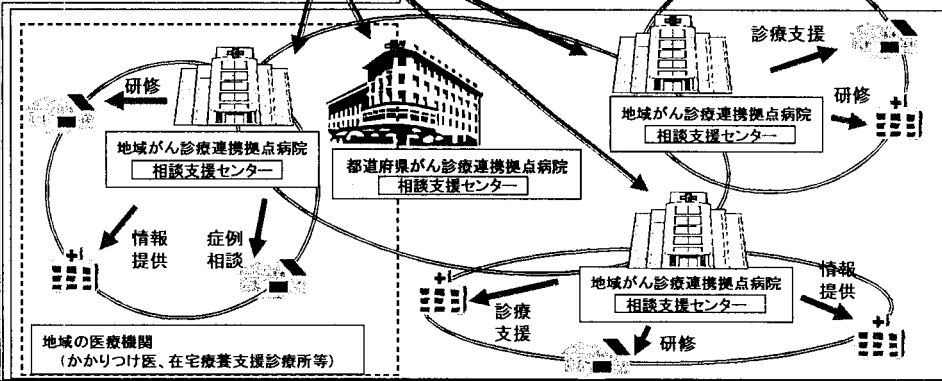 診療支援
研修
研修
地域がん診療連携拠点病院
相談支援センター
地域がん診療連携拠点病院
相談支援センター
都道府県がん診療連携拠点病院
相談支援センター
情報
提供
症例
相談
地域がん診療連携拠点病院
相談支援センター
情報
提供
診療
支援
研修
地域の医療機関
(かかりつけ医、在宅療養支援診療所等)